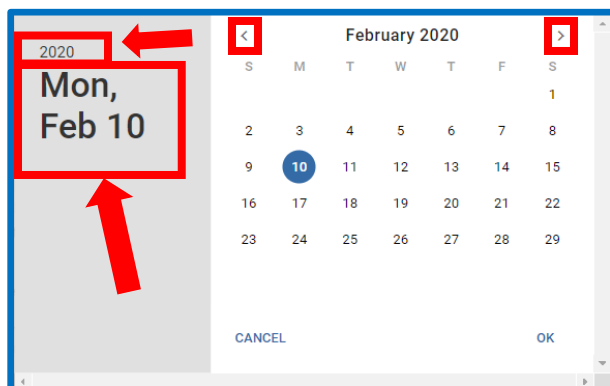 2020
Mon,
Feb 10
< February 2020 >
S M T W T F S
1
2 3 4 5 6 7 8
9 10 11 12 13 14 15
16 17 18 19 20 21 22
23 24 25 26 27 28 29
CANCEL OK